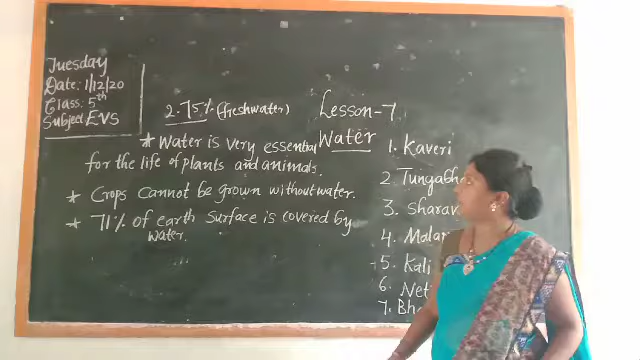 Tuesday
Date: 1/12/20
Class: 5th
Subject: EVS
2.75% (freshwater)
Lesson-7
Water
* Water is very essential
for the life of plants and animals.
* Crops cannot be grown without water.
* 71% of earth surface is covered by
water.
1. Kaveri
2 Tungabh
3. Sharav
4. Mala
5. Kali
6. Net
7. Bh